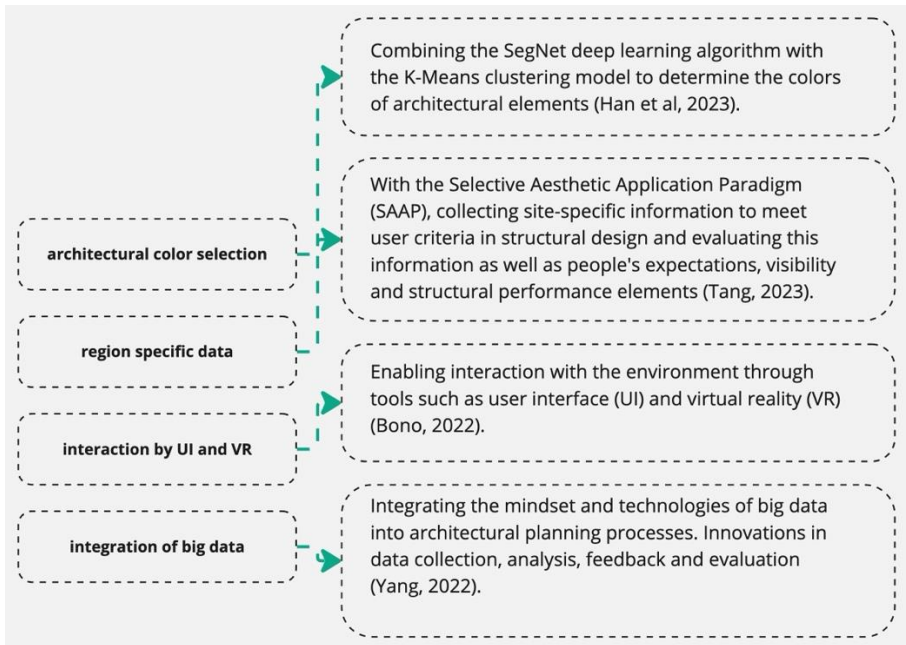 architectural color selection
region specific data
interaction by UI and VR
integration of big data
Combining the SegNet deep learning algorithm with
the K-Means clustering model to determine the colors
of architectural elements (Han et al, 2023).
With the Selective Aesthetic Application Paradigm
(SAAP), collecting site-specific information to meet
user criteria in structural design and evaluating this
information as well as people's expectations, visibility
and structural performance elements (Tang, 2023).
Enabling interaction with the environment through
tools such as user interface (UI) and virtual reality (VR)
(Bono, 2022).
Integrating the mindset and technologies of big data
into architectural planning processes. Innovations in
data collection, analysis, feedback and evaluation
(Yang, 2022).